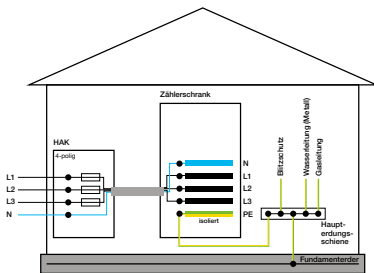 Zählerschrank
HAK
4-polig
L1
L2
L3
N
N
L1
L2
L3
PE
isoliert
Blitzschutz
Wasserleitung (Metall)
Gasleitung
Haupt-
erdungs-
schiene
Fundamenterder